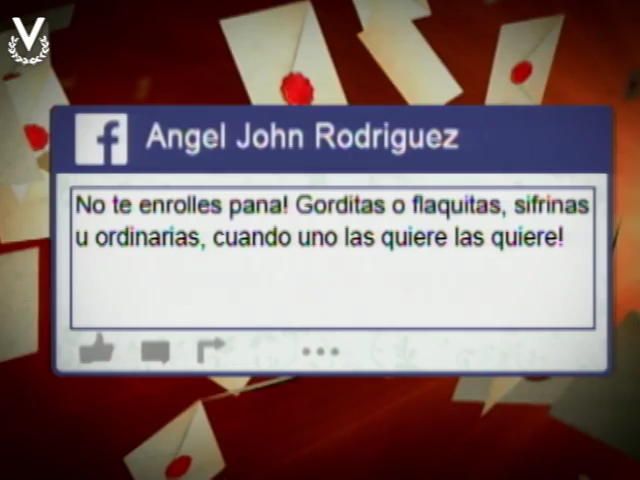 V
f Angel John Rodriguez
No te enrolles pana! Gorditas o flaquitas, sifrinas
u ordinarias, cuando uno las quiere las quiere!